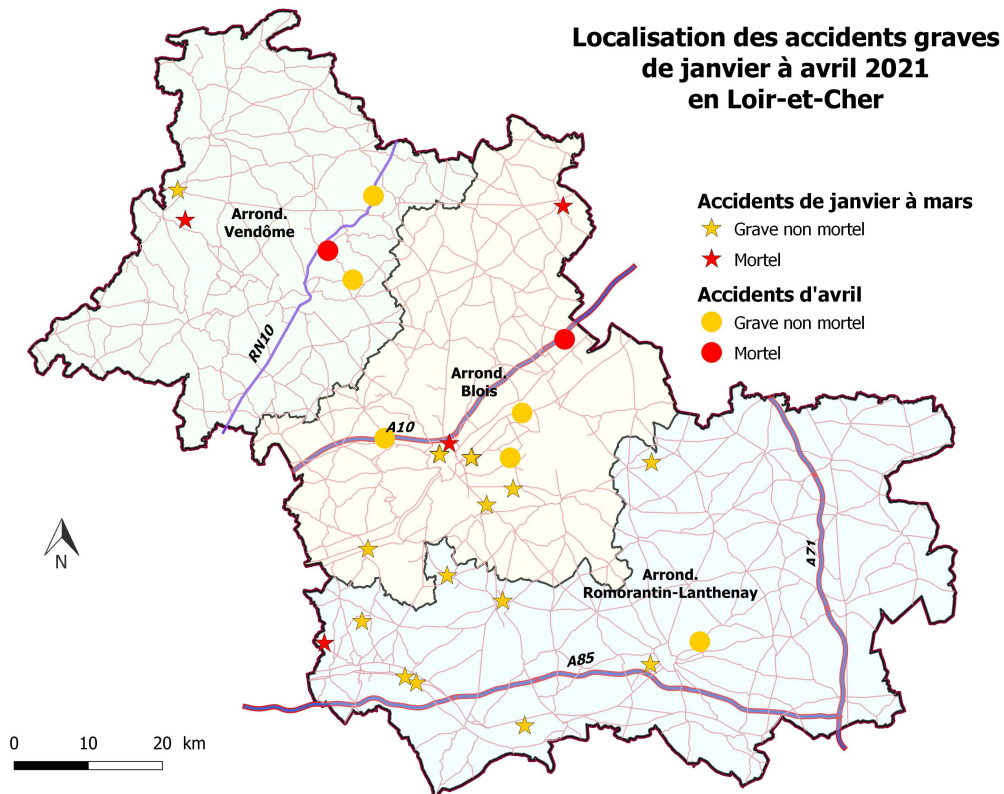 Localisation des accidents graves
de janvier à avril 2021
en Loir-et-Cher
Accidents de janvier à mars
Grave non mortel
Mortel
Accidents d'avril
Grave non mortel
Mortel
Arrond.
Vendôme
RN10
Arrond.
Blois
A10
Arrond.
Romorantin-Lanthenay
A71
A85
N
0 10 20 km